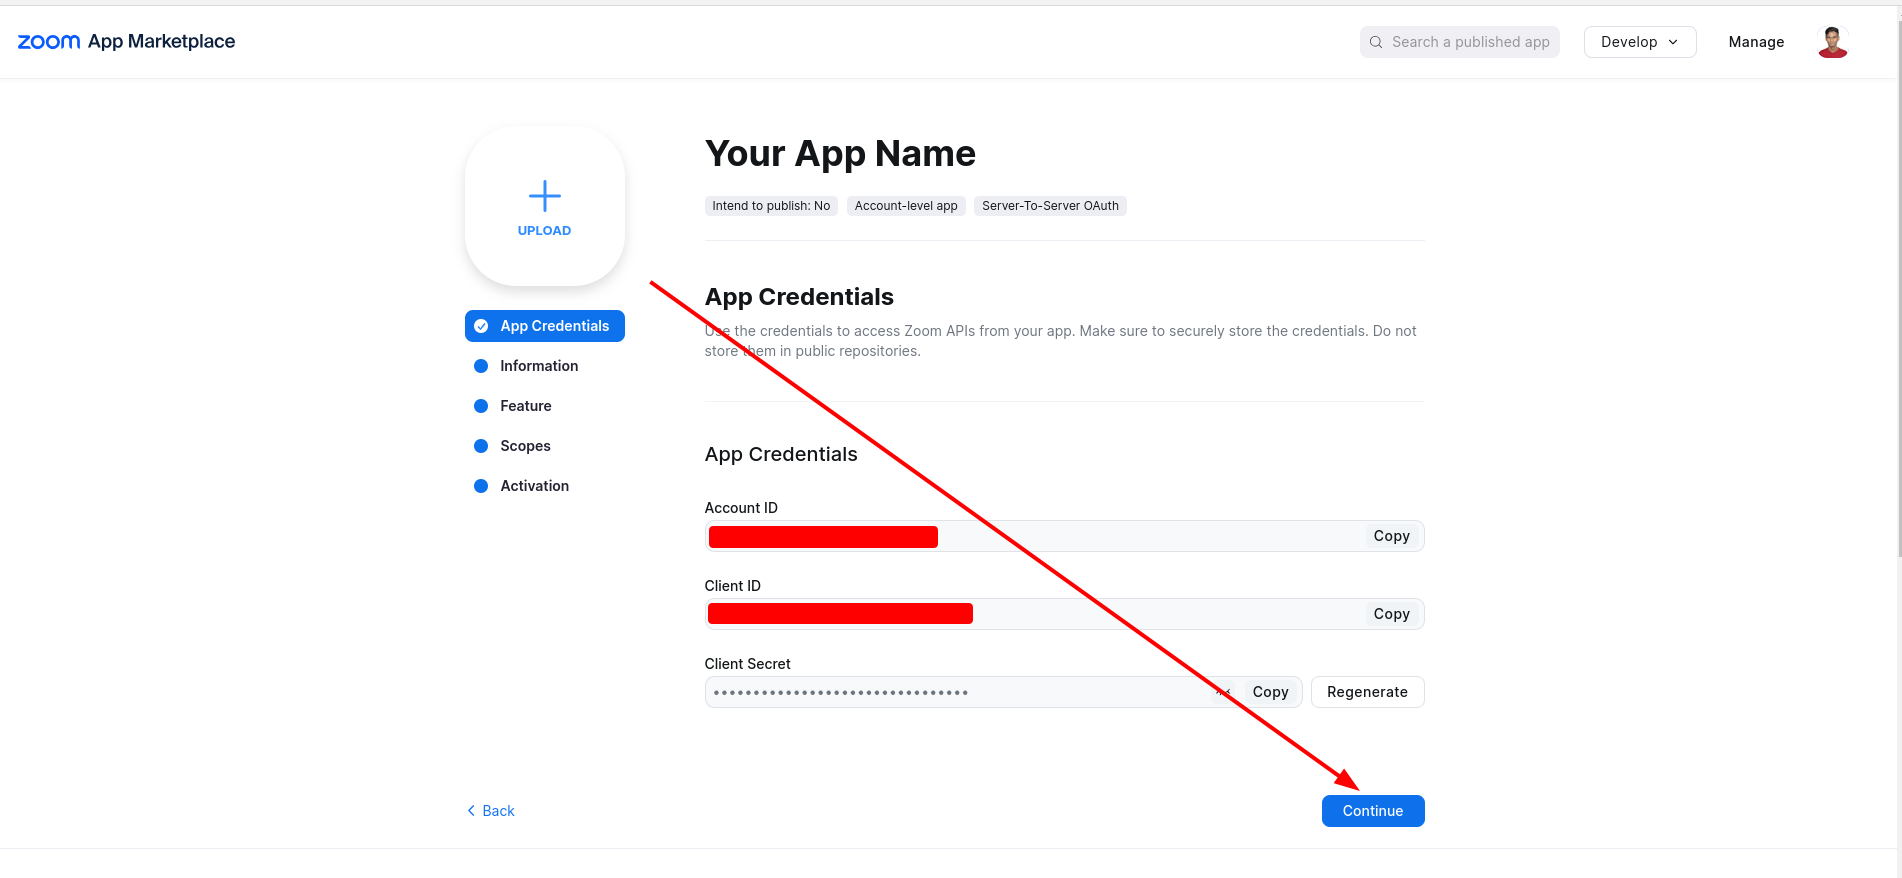 zoom App Marketplace
Search a published app
Develop
Manage
UPLOAD
Your App Name
Intend to publish: No
Account-level app
Server-To-Server OAuth
App Credentials
Information
Feature
Scopes
Activation
App Credentials
Use the credentials to access Zoom APIs from your app. Make sure to securely store the credentials. Do not
store them in public repositories.
App Credentials
Account ID
Copy
Client ID
Copy
Client Secret
••••••••••••••••••••••••••••••••
Copy
Regenerate
Back
Continue